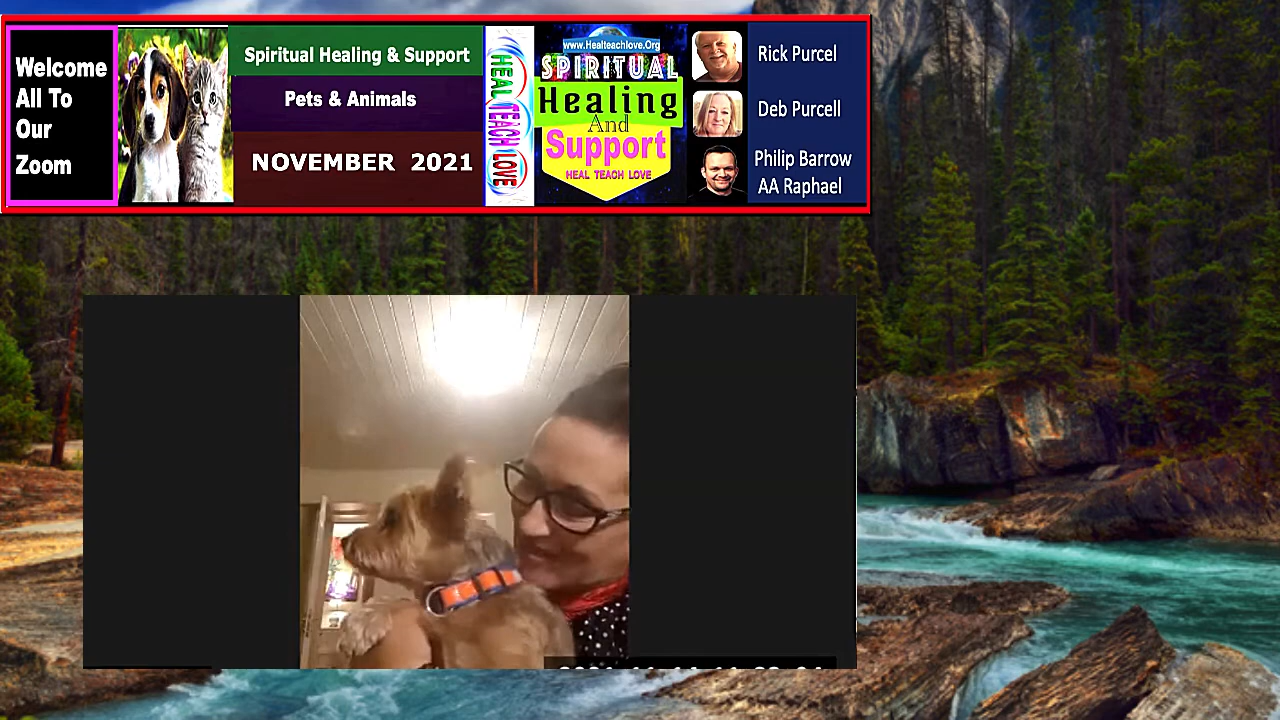 Welcome
All To
Our
Zoom
Spiritual Healing & Support
Pets & Animals
NOVEMBER 2021
HEAL TEACH LOVE
www.Healteachlove.Org
SPIRITUAL
Healing
And
Support
HEAL TEACH LOVE
Rick Purcel
Deb Purcell
Philip Barrow
AA Raphael